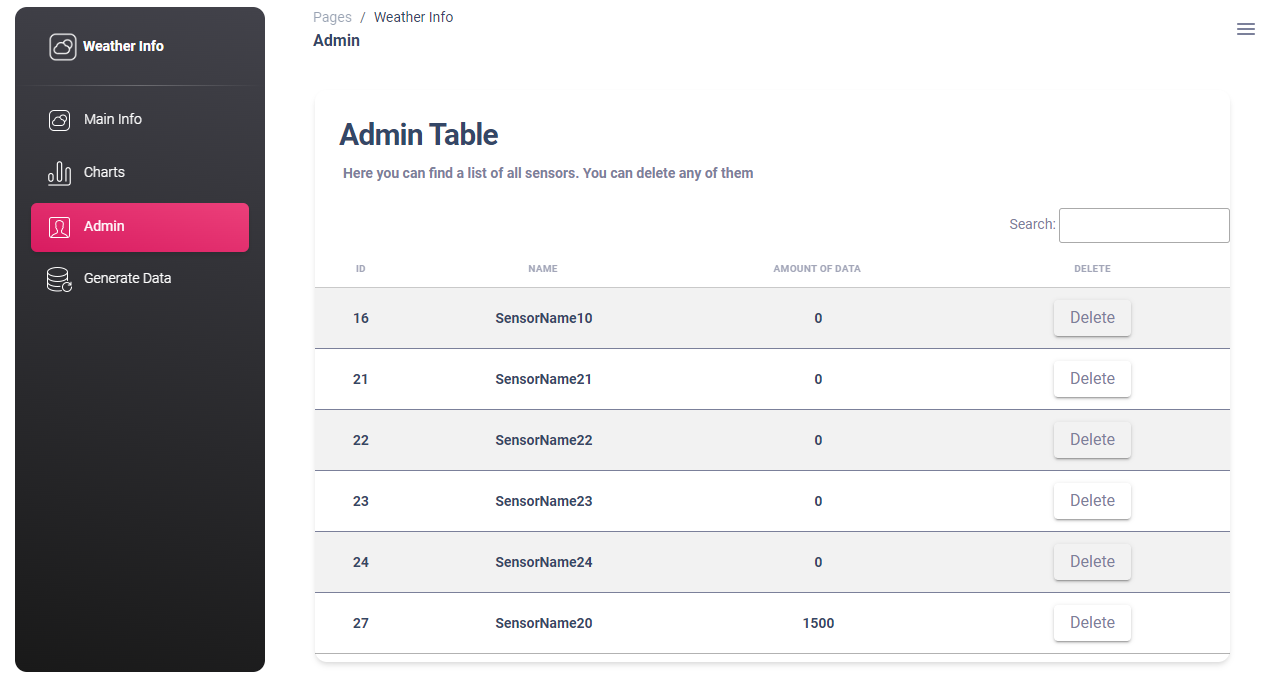 Weather Info
Main Info
Charts
Admin
Generate Data
Pages / Weather Info
Admin
Admin Table
Here you can find a list of all sensors. You can delete any of them
Search:
ID NAME AMOUNT OF DATA DELETE
16 SensorName10 0 Delete
21 SensorName21 0 Delete
22 SensorName22 0 Delete
23 SensorName23 0 Delete
24 SensorName24 0 Delete
27 SensorName20 1500 Delete